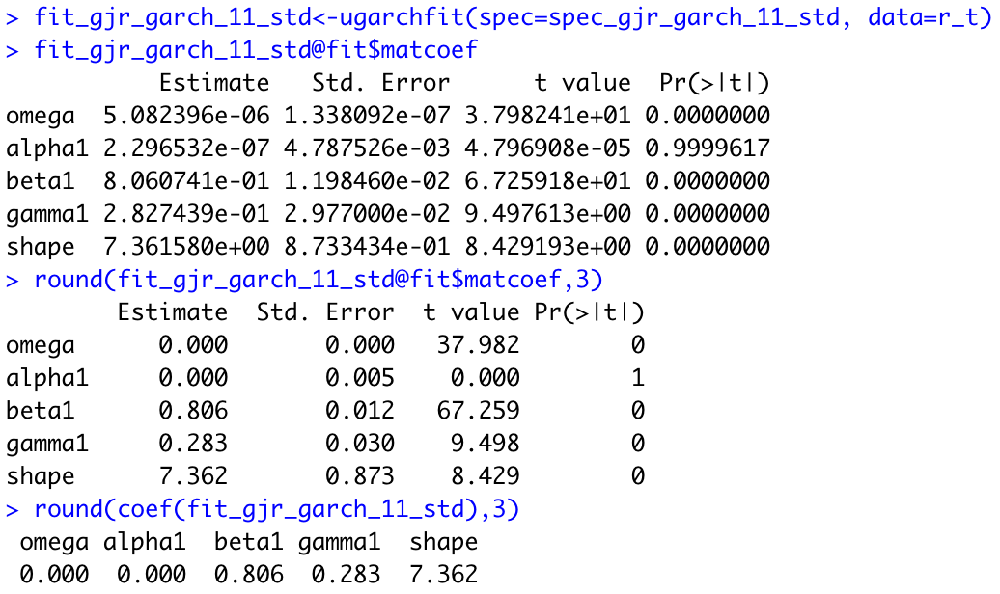 > fit_gjr_garch_11_std<-ugarchfit(spec=spec_gjr_garch_11_std, data=r_t)
> fit_gjr_garch_11_std@fit$matcoef
Estimate Std. Error t value Pr(>|t|)
omega 5.082396e-06 1.338092e-07 3.798241e+01 0.0000000
alpha1 2.296532e-07 4.787526e-03 4.796908e-05 0.9999617
beta1 8.060741e-01 1.198460e-02 6.725918e+01 0.0000000
gamma1 2.827439e-01 2.977000e-02 9.497613e+00 0.0000000
shape 7.361580e+00 8.733434e-01 8.429193e+00 0.0000000
> round(fit_gjr_garch_11_std@fit$matcoef,3)
Estimate Std. Error t value Pr(>|t|)
omega 0.000 0.000 37.982 0
alpha1 0.000 0.005 0.000 1
beta1 0.806 0.012 67.259 0
gamma1 0.283 0.030 9.498 0
shape 7.362 0.873 8.429 0
> round(coef(fit_gjr_garch_11_std),3)
omega alpha1 beta1 gamma1 shape
0.000 0.000 0.806 0.283 7.362